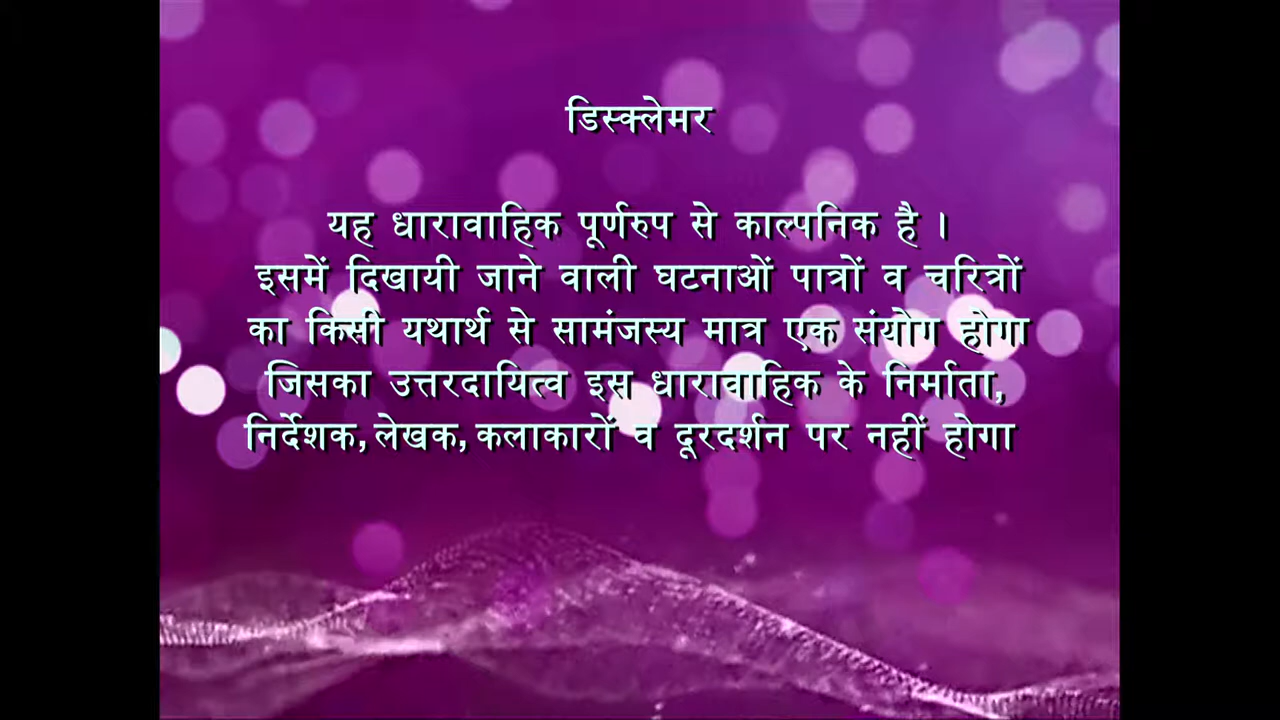 डिस्क्लेमर
यह धारावाहिक पूर्णरुप से काल्पनिक है ।
इसमें दिखायी जाने वाली घटनाओं पात्रों व चरित्रों
का किसी यथार्थ से सामंजस्य मात्र एक संयोग होगा
जिसका उत्तरदायित्व इस धारावाहिक के निर्माता,
निर्देशक, लेखक, कलाकारों व दूरदर्शन पर नहीं होगा